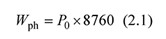 W_ph = P_0 × 8760 (2.1)